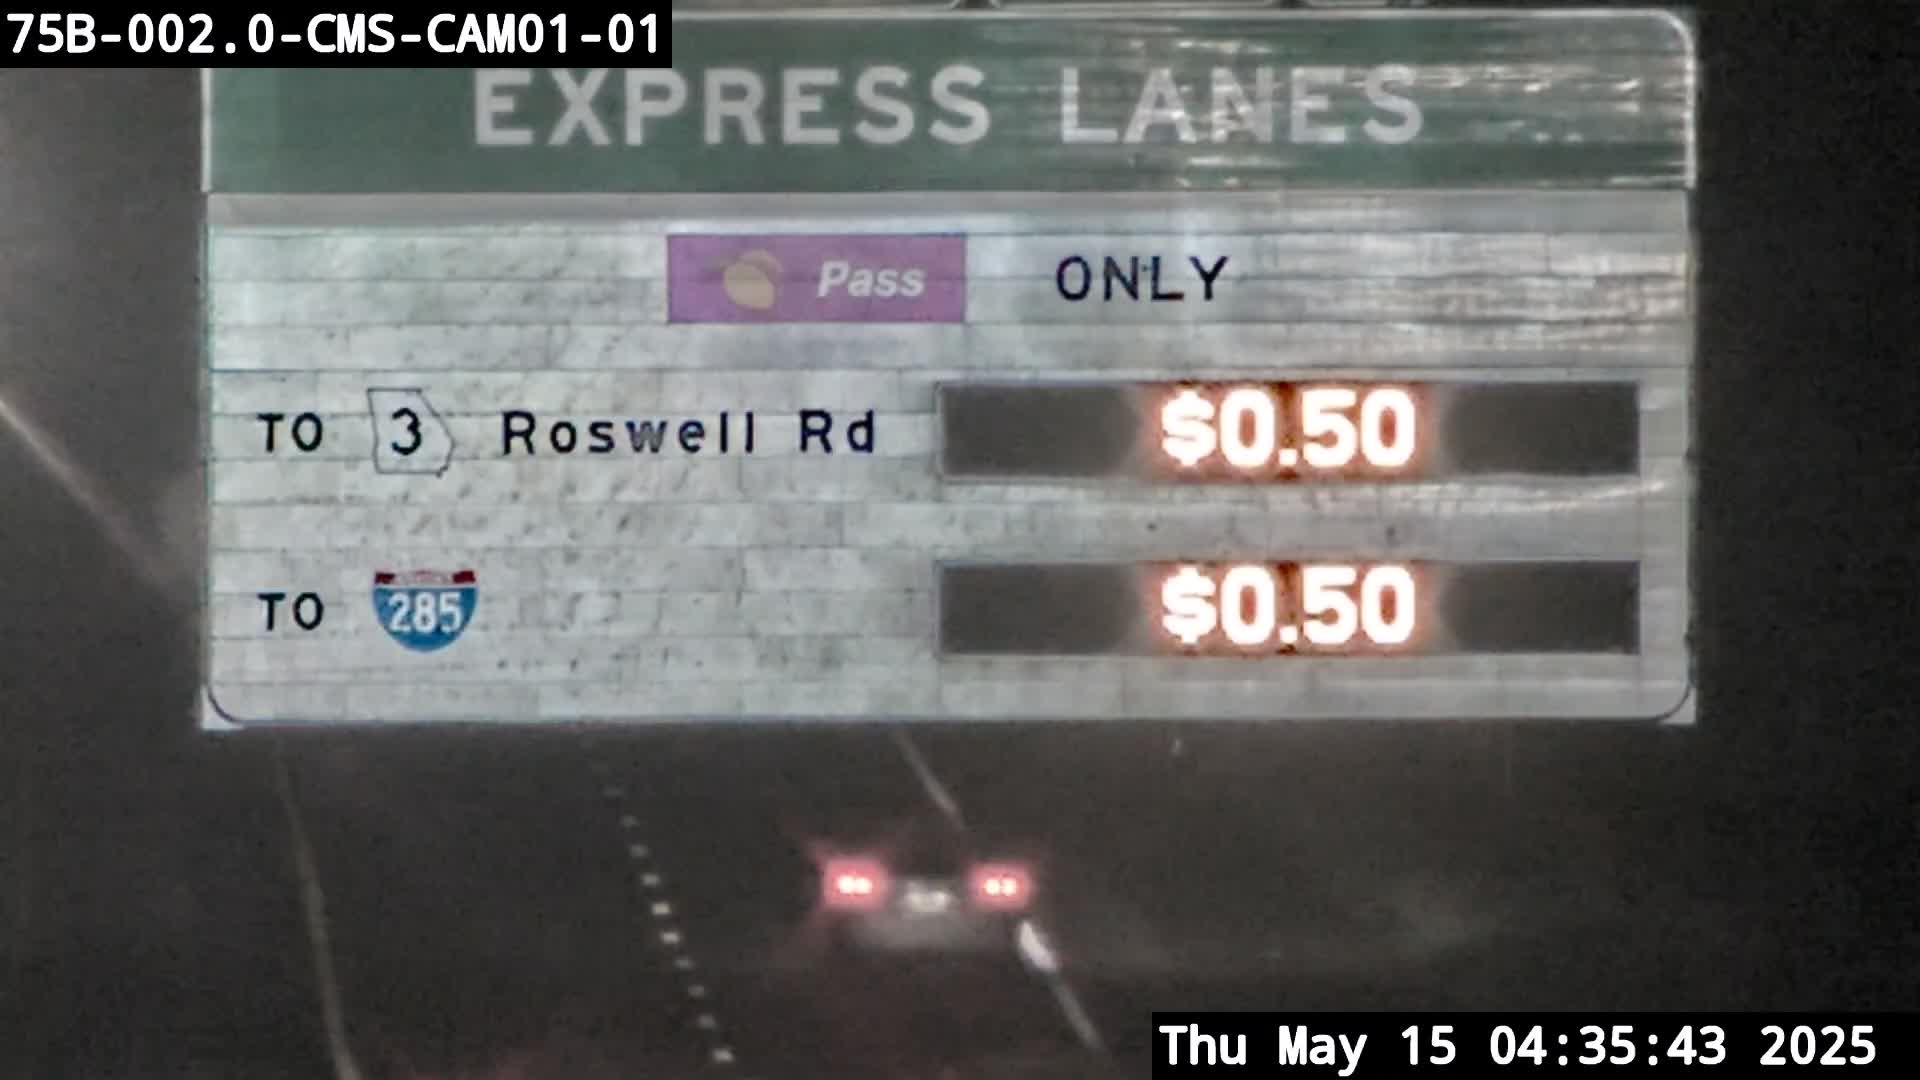 75B-002.0-CMS-CAM01-01
EXPRESS LANES
Pass ONLY
TO 3 Roswell Rd $0.50
TO 285 $0.50
Thu May 15 04:35:43 2025